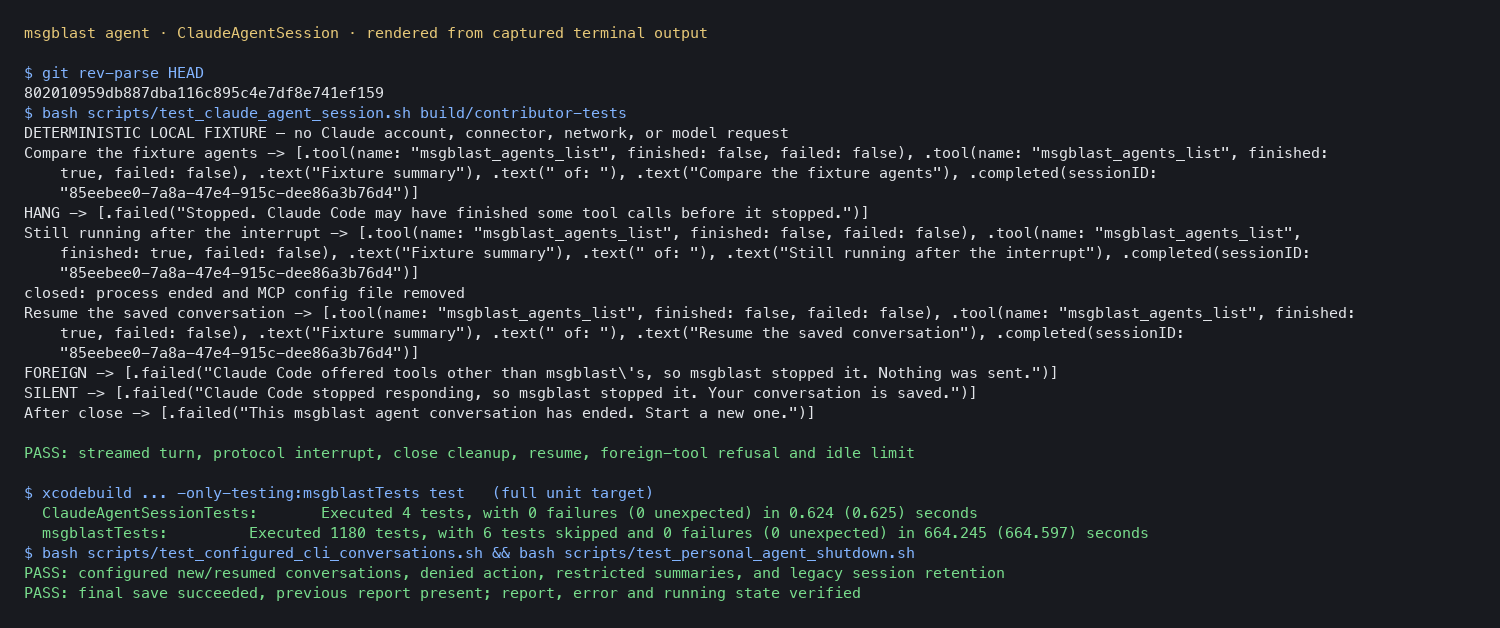 msgblast agent · ClaudeAgentSession · rendered from captured terminal output
$ git rev-parse HEAD
802010959db887dba116c895c4e7df8e741ef159
$ bash scripts/test_claude_agent_session.sh build/contributor-tests
DETERMINISTIC LOCAL FIXTURE — no Claude account, connector, network, or model request
Compare the fixture agents -> [.tool(name: "msgblast_agents_list", finished: false, failed: false), .tool(name: "msgblast_agents_list", finished:
true, failed: false), .text("Fixture summary"), .text(" of: "), .text("Compare the fixture agents"), .completed(sessionID:
"85eebee0-7a8a-47e4-915c-dee86a3b76d4")]
HANG -> [.failed("Stopped. Claude Code may have finished some tool calls before it stopped.")]
Still running after the interrupt -> [.tool(name: "msgblast_agents_list", finished: false, failed: false), .tool(name: "msgblast_agents_list",
finished: true, failed: false), .text("Fixture summary"), .text(" of: "), .text("Still running after the interrupt"), .completed(sessionID:
"85eebee0-7a8a-47e4-915c-dee86a3b76d4")]
closed: process ended and MCP config file removed
Resume the saved conversation -> [.tool(name: "msgblast_agents_list", finished: false, failed: false), .tool(name: "msgblast_agents_list", finished:
true, failed: false), .text("Fixture summary"), .text(" of: "), .text("Resume the saved conversation"), .completed(sessionID:
"85eebee0-7a8a-47e4-915c-dee86a3b76d4")]
FOREIGN -> [.failed("Claude Code offered tools other than msgblast\'s, so msgblast stopped it. Nothing was sent.")]
SILENT -> [.failed("Claude Code stopped responding, so msgblast stopped it. Your conversation is saved.")]
After close -> [.failed("This msgblast agent conversation has ended. Start a new one.")]
PASS: streamed turn, protocol interrupt, close cleanup, resume, foreign-tool refusal and idle limit
$ xcodebuild ... -only-testing:msgblastTests test   (full unit target)
ClaudeAgentSessionTests:       Executed 4 tests, with 0 failures (0 unexpected) in 0.624 (0.625) seconds
msgblastTests:         Executed 1180 tests, with 6 tests skipped and 0 failures (0 unexpected) in 664.245 (664.597) seconds
$ bash scripts/test_configured_cli_conversations.sh && bash scripts/test_personal_agent_shutdown.sh
PASS: configured new/resumed conversations, denied action, restricted summaries, and legacy session retention
PASS: final save succeeded, previous report present; report, error and running state verified